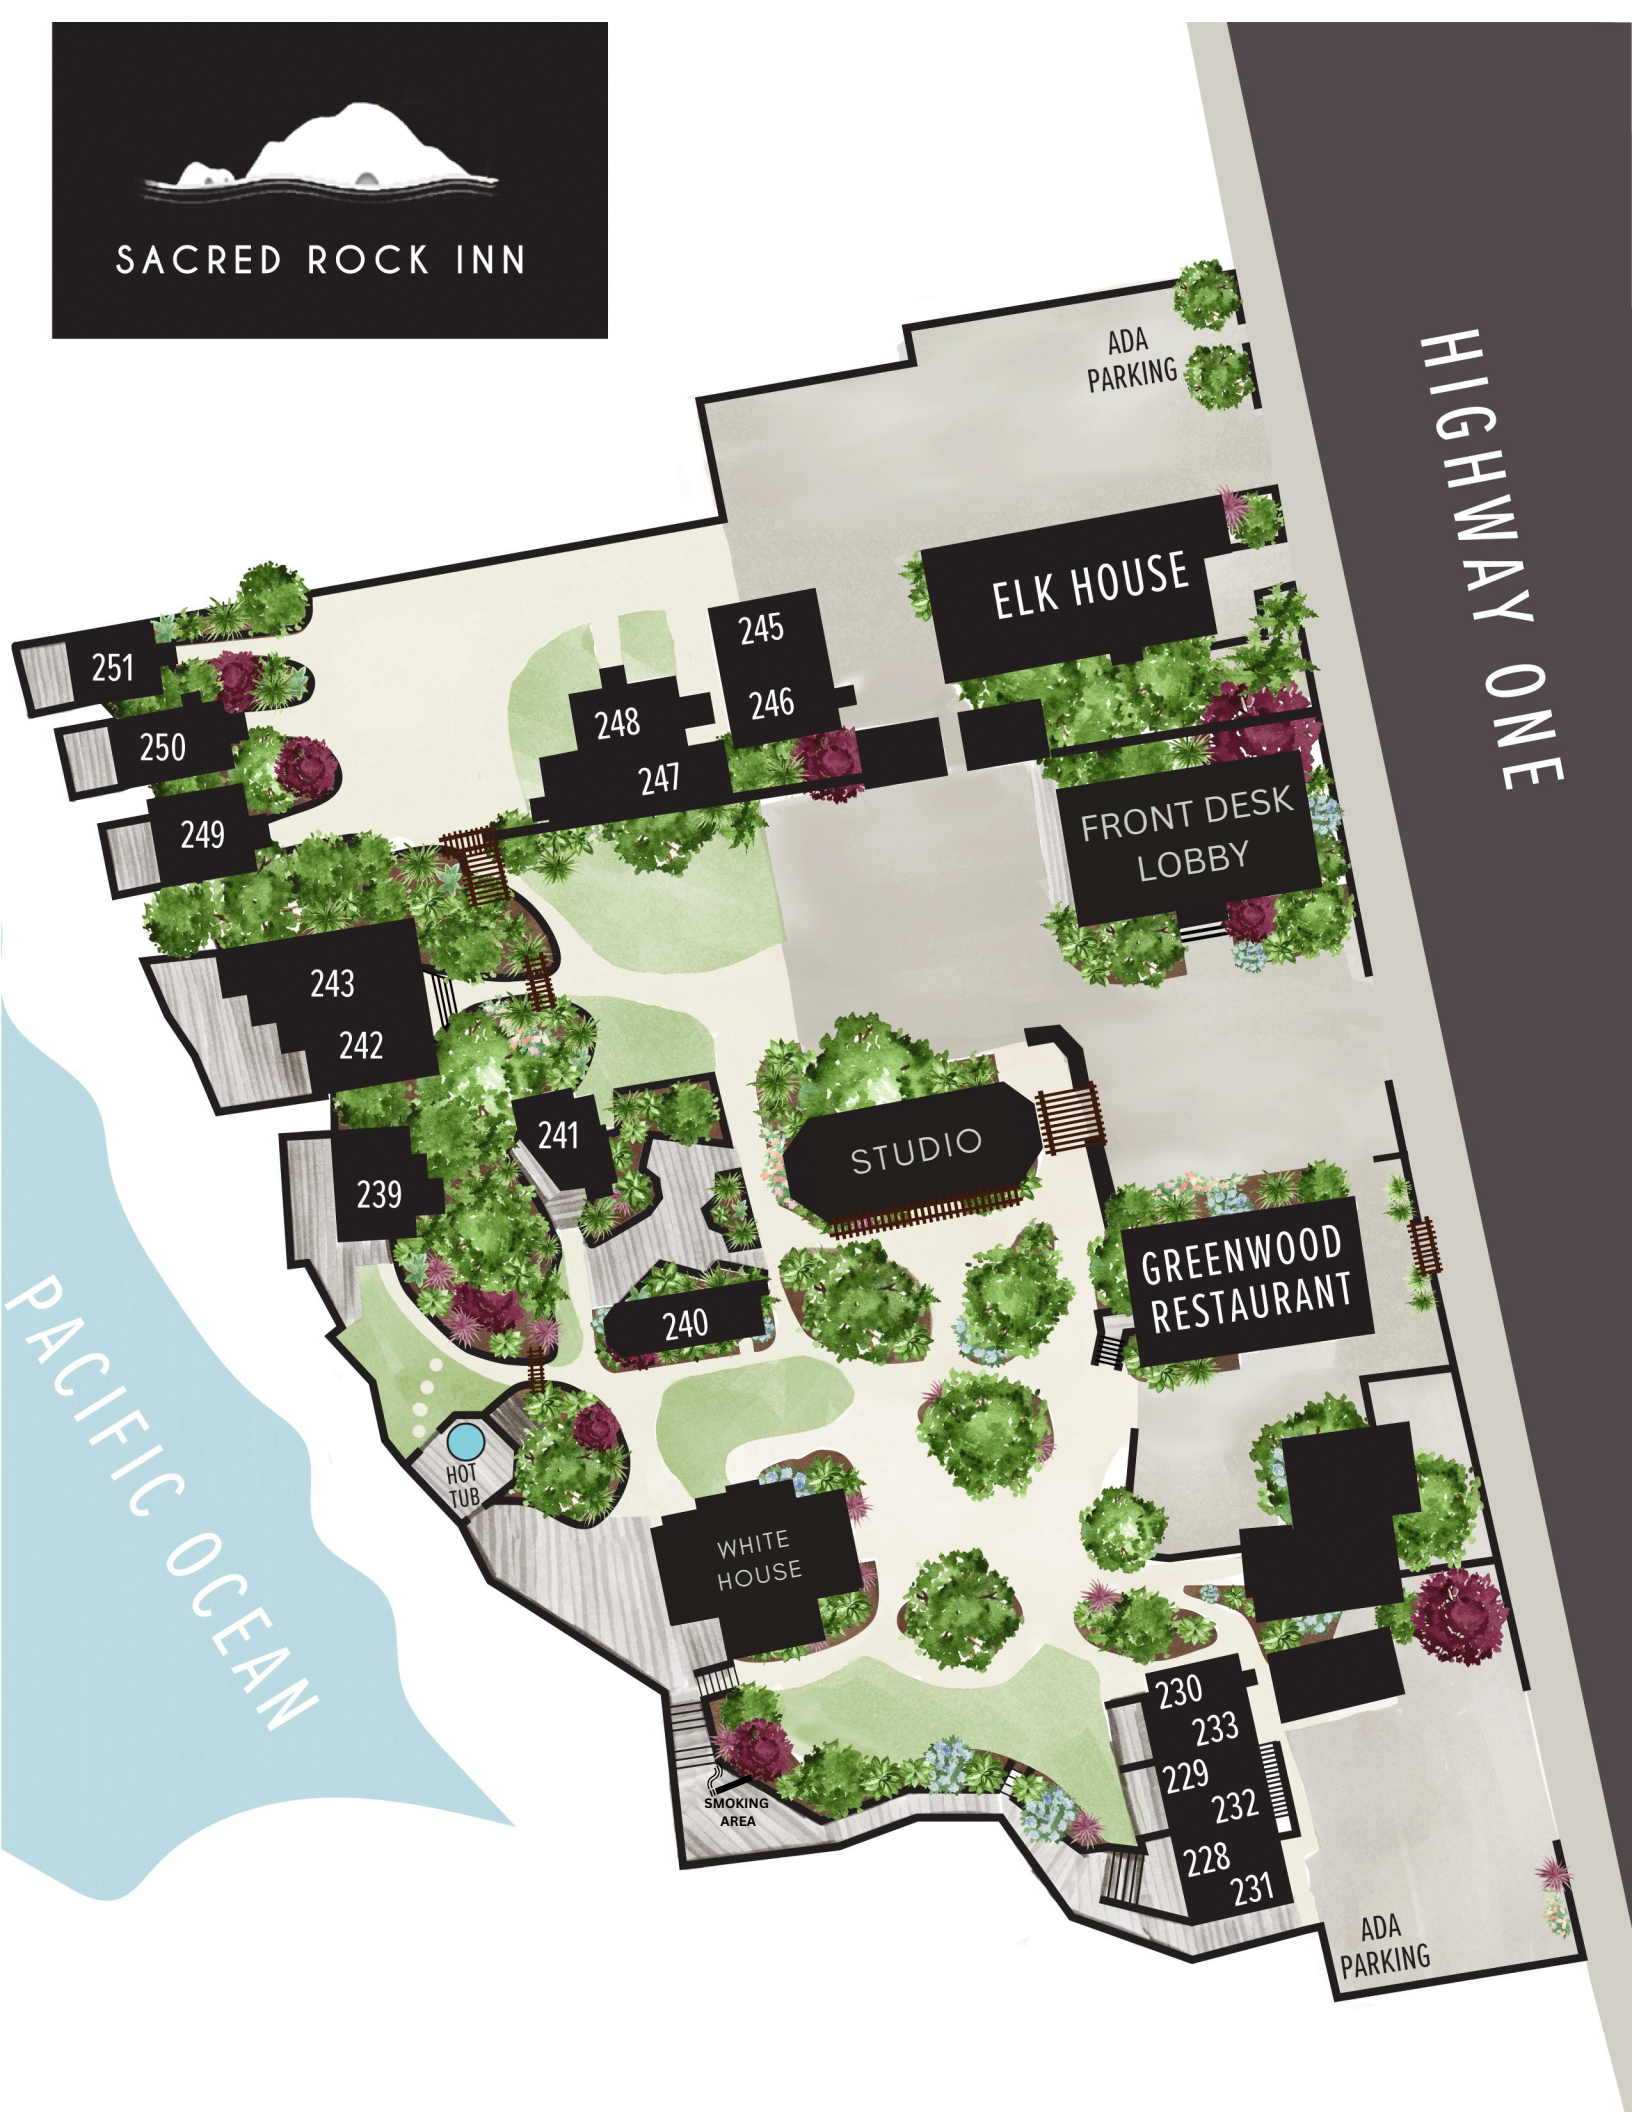 SACRED ROCK INN
ADA
PARKING
HIGHWAY ONE
ELK HOUSE
245
246
248
247
251
250
249
FRONT DESK
LOBBY
243
242
241
239
STUDIO
GREENWOOD
RESTAURANT
240
PACIFIC OCEAN
HOT
TUB
WHITE
HOUSE
SMOKING
AREA
230
233
229
232
228
231
ADA
PARKING